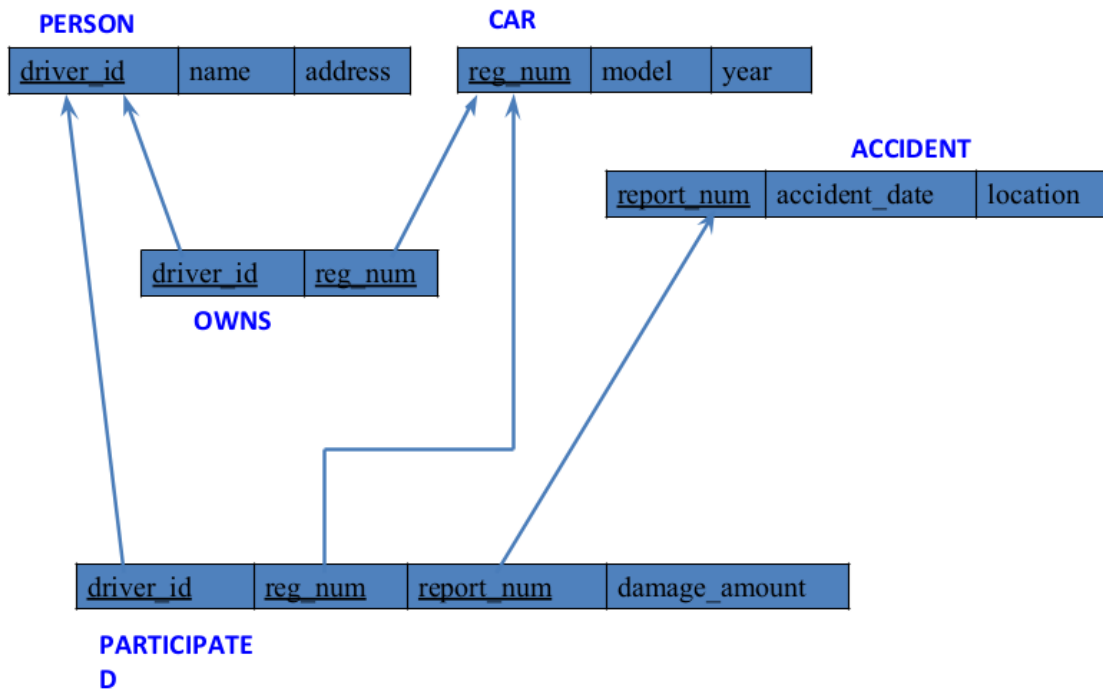 PERSON
driver_id name address
CAR
reg_num model year
ACCIDENT
report_num accident_date location
driver_id reg_num
OWNS
driver_id reg_num report_num damage_amount
PARTICIPATE
D